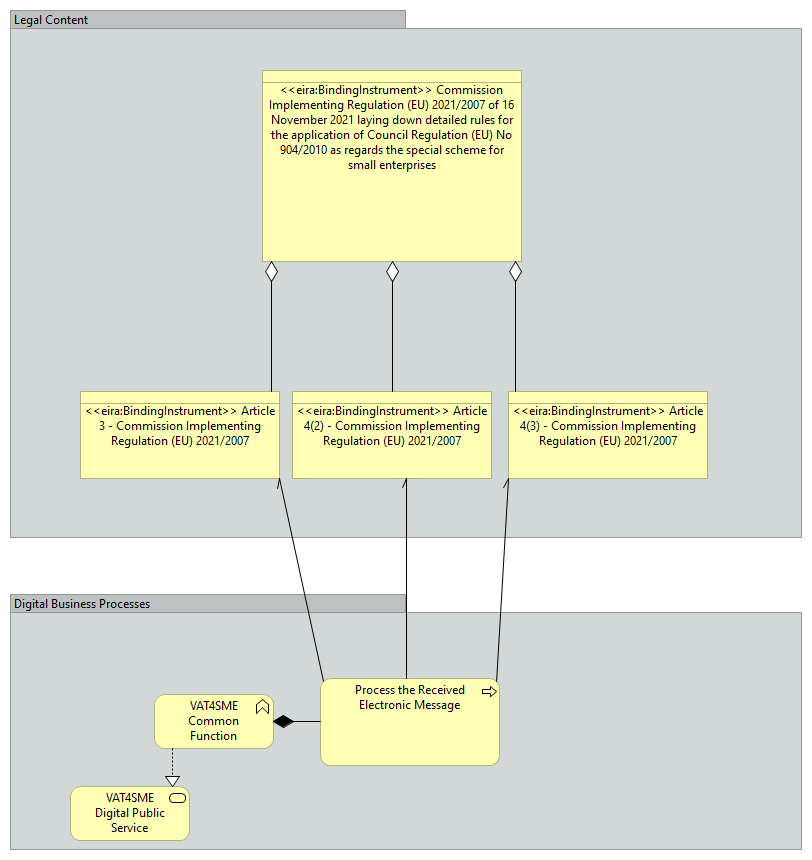 Legal Content
<<eira:BindingInstrument>> Commission
Implementing Regulation (EU) 2021/2007 of 16
November 2021 laying down detailed rules for
the application of Council Regulation (EU) No
904/2010 as regards the special scheme for
small enterprises
<<eira:BindingInstrument>> Article
3 - Commission Implementing
Regulation (EU) 2021/2007
<<eira:BindingInstrument>> Article
4(2) - Commission Implementing
Regulation (EU) 2021/2007
<<eira:BindingInstrument>> Article
4(3) - Commission Implementing
Regulation (EU) 2021/2007
Digital Business Processes
Process the Received
Electronic Message
VAT4SME
Common
Function
VAT4SME
Digital Public
Service